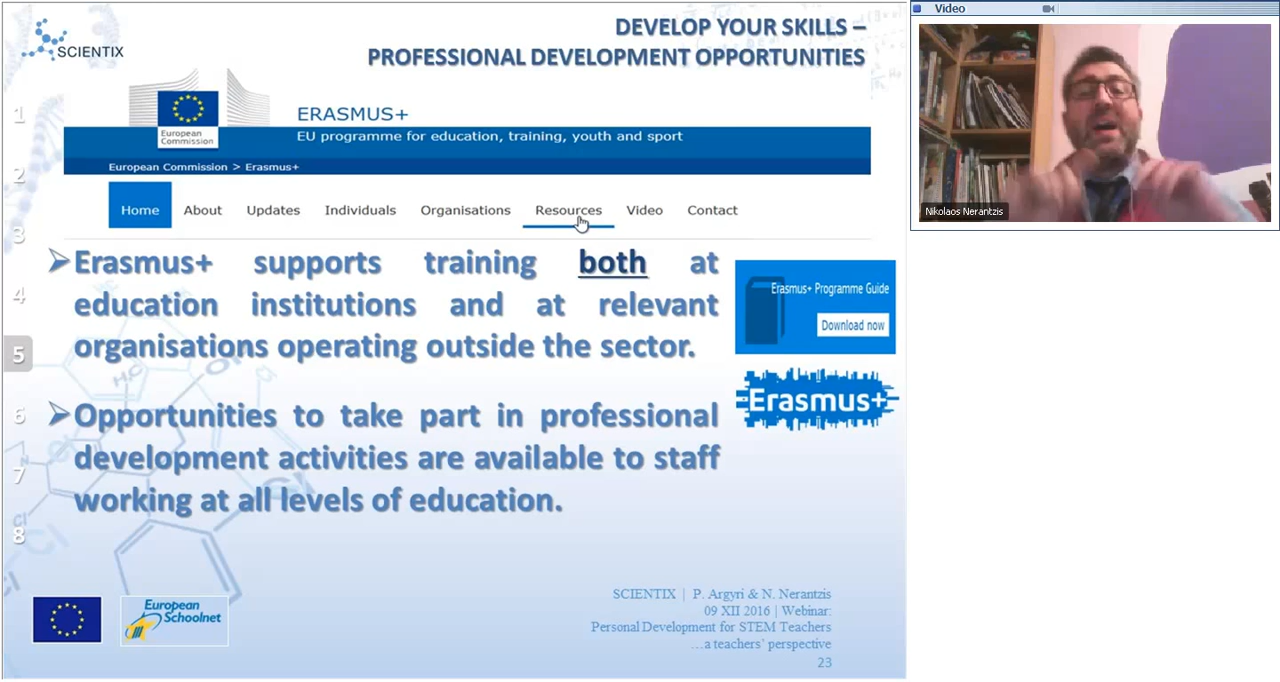 SCIENTIX
DEVELOP YOUR SKILLS –
PROFESSIONAL DEVELOPMENT OPPORTUNITIES
European
Commission
ERASMUS+
EU programme for education, training, youth and sport
European Commission > Erasmus+
Home About Updates Individuals Organisations Resources Video Contact
1
2
3
4
5
6
7
8
Erasmus+ supports training both at
education institutions and at relevant
organisations operating outside the sector.
Opportunities to take part in professional
development activities are available to staff
working at all levels of education.
Erasmus+ Programme Guide
Download now
Erasmus+
European
Schoolnet
SCIENTIX | P. Argyri & N. Nerantzis
09 XII 2016 | Webinar:
Personal Development for STEM Teachers
…a teachers’ perspective
23
Video
Nikolaos Nerantzis